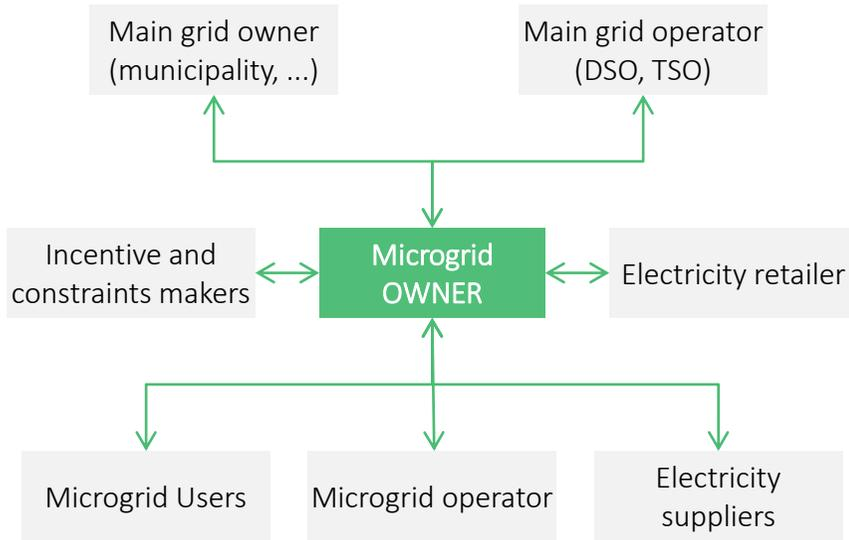 Main grid owner
(municipality, ...)
Main grid operator
(DSO, TSO)
Incentive and
constraints makers
Microgrid
OWNER
Electricity retailer
Microgrid Users
Microgrid operator
Electricity
suppliers